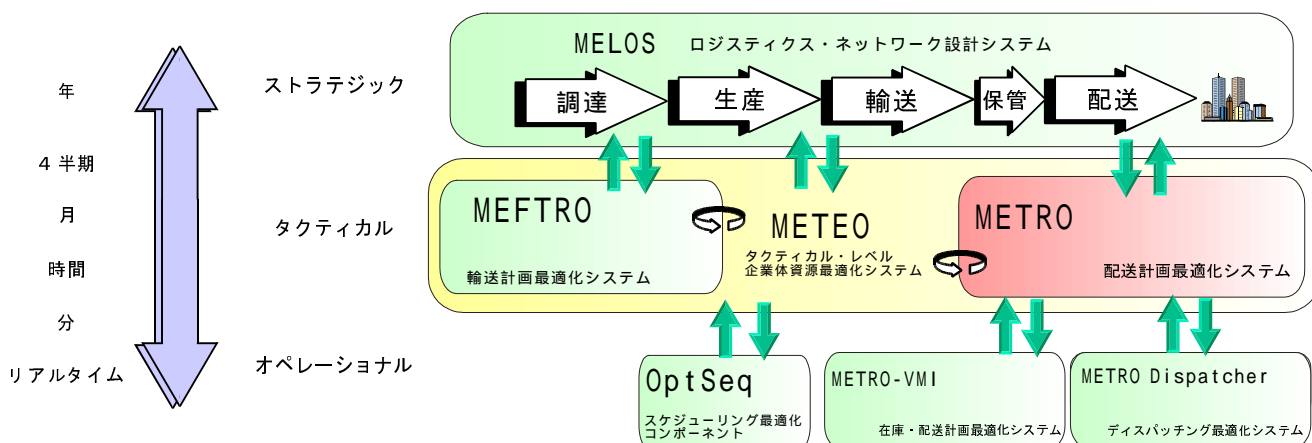 年
4半期
月
時間
分
リアルタイム
ストラテジック
タクティカル
オペレーショナル
MELOS ロジスティクス・ネットワーク設計システム
調達 生産 輸送 保管 配送
MEFTRO
輸送計画最適化システム
METEO
タクティカル・レベル
企業体資源最適化システム
METRO
配送計画最適化システム
OptSeq
スケジューリング最適化
コンポーネント
METRO-VMI
在庫・配送計画最適化システム
METRO Dispatcher
ディスパッチング最適化システム